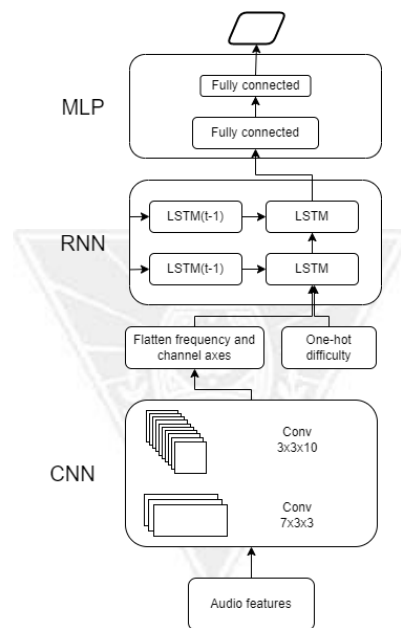 MLP
Fully connected
Fully connected
RNN
LSTM(t-1)
LSTM
LSTM(t-1)
LSTM
Flatten frequency and
channel axes
One-hot
difficulty
CNN
Conv
3x3x10
Conv
7x3x3
Audio features